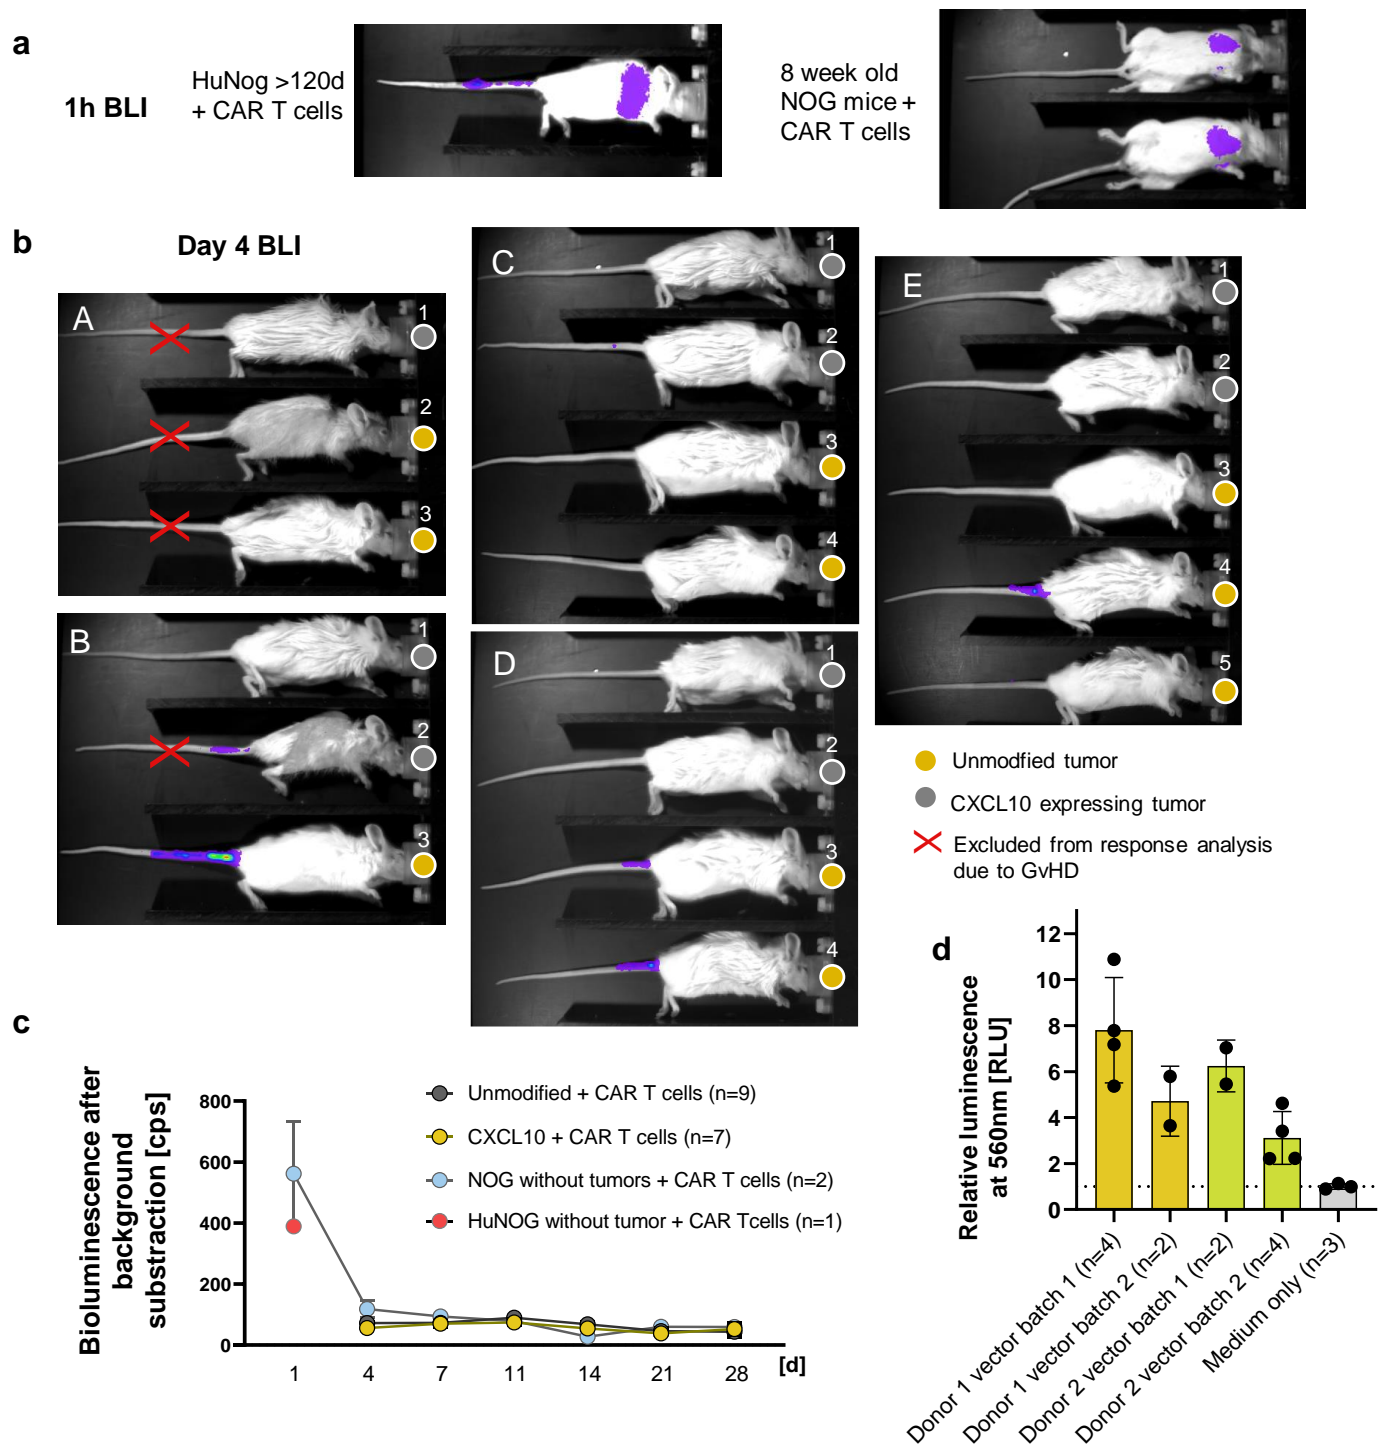 a
1h BLI
HuNog >120d
+ CAR T cells
8 week old
NOG mice +
CAR T cells
b
Day 4 BLI
A
1
2
3
B
1
2
3
C
1
2
3
4
D
1
2
3
4
E
1
2
3
4
5
Unmodfied tumor
CXCL10 expressing tumor
Excluded from response analysis
due to GvHD
c
Bioluminescence after
background
substraction [cps]
800
600
400
200
0
1
4
7
11
14
21
28
[d]
Unmodified + CAR T cells (n=9)
CXCL10 + CAR T cells (n=7)
NOG without tumors + CAR T cells (n=2)
HuNOG without tumor + CAR Tcells (n=1)
d
Relative luminescence
at 560nm [RLU]
12
10
8
6
4
2
0
Donor 1 vector batch 1 (n=4)
Donor 1 vector batch 2 (n=2)
Donor 2 vector batch 1 (n=2)
Donor 2 vector batch 2 (n=4)
Medium only (n=3)